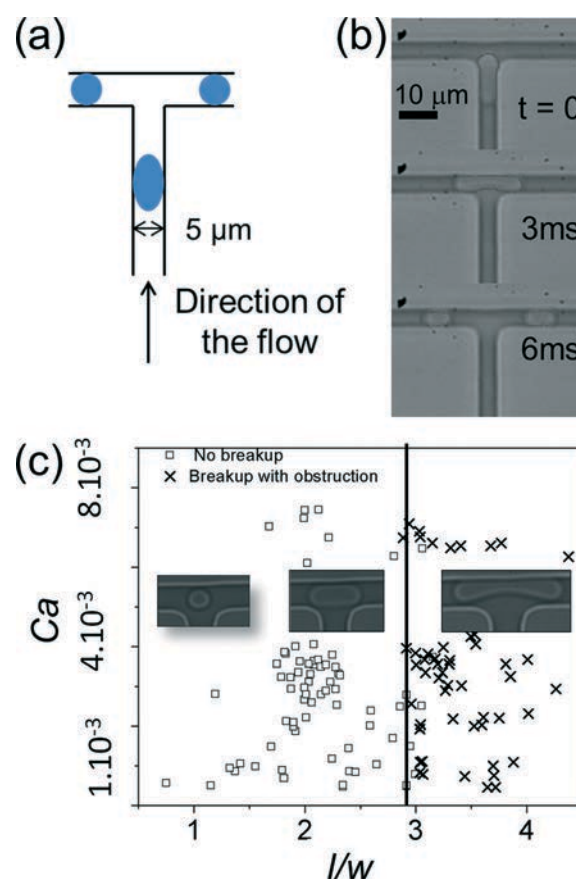 (a)
5 μm
Direction of
the flow
(b)
10 μm
t = 0
3ms
6ms
(c)
□ No breakup
× Breakup with obstruction
8.10⁻³
4.10⁻³
1.10⁻³
Ca
1 2 3 4
l/w